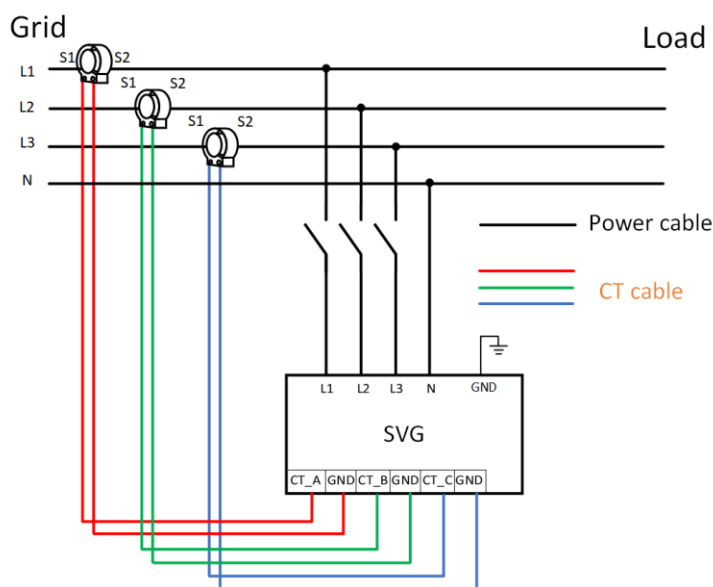 Grid
Load
S1 S2
L1
S1 S2
L2
S1 S2
L3
N
Power cable
CT cable
L1 L2 L3 N GND
SVG
CT_A GND CT_B GND CT_C GND